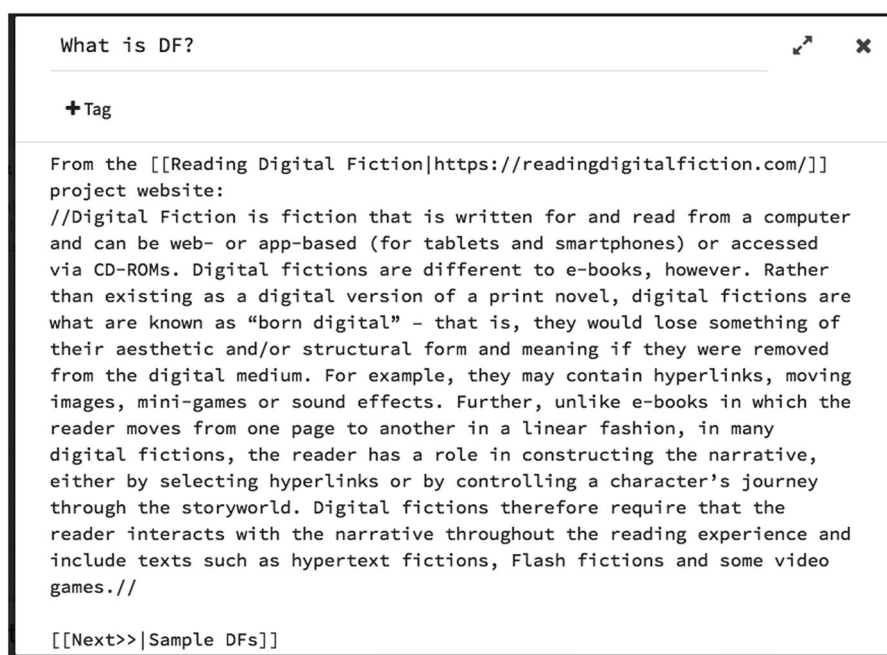 What is DF?
+Tag
From the [[Reading Digital Fiction|https://readingdigitalfiction.com/]]
project website:
//Digital Fiction is fiction that is written for and read from a computer
and can be web- or app-based (for tablets and smartphones) or accessed
via CD-ROMs. Digital fictions are different to e-books, however. Rather
than existing as a digital version of a print novel, digital fictions are
what are known as “born digital” – that is, they would lose something of
their aesthetic and/or structural form and meaning if they were removed
from the digital medium. For example, they may contain hyperlinks, moving
images, mini-games or sound effects. Further, unlike e-books in which the
reader moves from one page to another in a linear fashion, in many
digital fictions, the reader has a role in constructing the narrative,
either by selecting hyperlinks or by controlling a character’s journey
through the storyworld. Digital fictions therefore require that the
reader interacts with the narrative throughout the reading experience and
include texts such as hypertext fictions, Flash fictions and some video
games.//
[[Next>>|Sample DFs]]